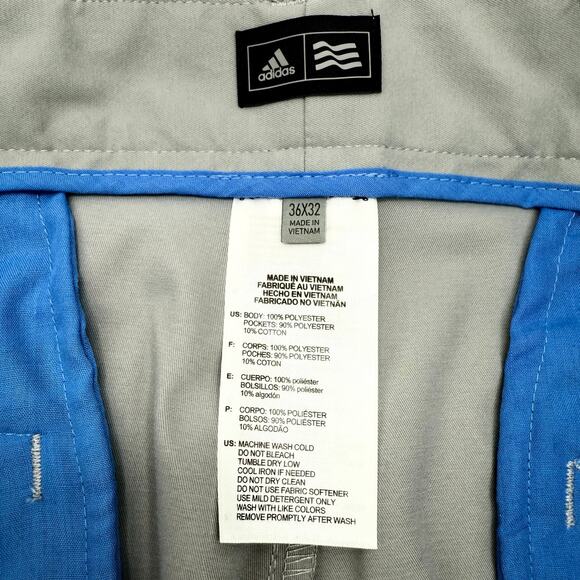 adidas
36X32
MADE IN
VIETNAM
MADE IN VIETNAM
FABRIQUÉ AU VIETNAM
HECHO EN VIETNAM
FABRICADO NO VIETNÁN
US: BODY: 100% POLYESTER
POCKETS: 90% POLYESTER
10% COTTON
F: CORPS: 100% POLYESTER
POCHES: 90% POLYESTER
10% COTON
E: CUERPO: 100% poliéster
BOLSILLOS: 90% poliéster
10% algodón
P: CORPO: 100% POLIÉSTER
BOLSOS: 90% POLIÉSTER
10% ALGODÃO
US: MACHINE WASH COLD
DO NOT BLEACH
TUMBLE DRY LOW
COOL IRON IF NEEDED
DO NOT DRY CLEAN
DO NOT USE FABRIC SOFTENER
USE MILD DETERGENT ONLY
WASH WITH LIKE COLORS
REMOVE PROMPTLY AFTER WASH